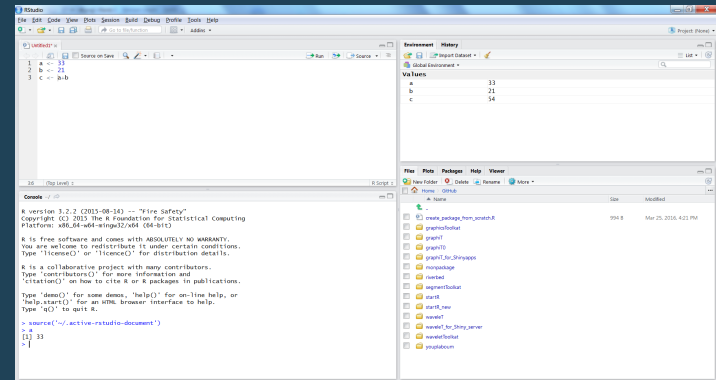 RStudio
File Edit Code View Plots Session Build Debug Profile Tools Help
Go to file/function Addins
Project: (None)
Untitled1*
Source on Save Run Source
1 a <- 33
2 b <- 21
3 c <- a-b
3:6 (Top Level) R Script
Console ~/
R version 3.2.2 (2015-08-14) -- "Fire Safety"
Copyright (C) 2015 The R Foundation for Statistical Computing
Platform: x86_64-w64-mingw32/x64 (64-bit)
R is free software and comes with ABSOLUTELY NO WARRANTY.
You are welcome to redistribute it under certain conditions.
Type 'license()' or 'licence()' for distribution details.
R is a collaborative project with many contributors.
Type 'contributors()' for more information and
'citation()' on how to cite R or R packages in publications.
Type 'demo()' for some demos, 'help()' for on-line help, or
'help.start()' for an HTML browser interface to help.
Type 'q()' to quit R.
> source('~/.active-rstudio-document')
> a
[1] 33
>
Environment History
Import Dataset List
Global Environment
Values
a 33
b 21
c 54
Files Plots Packages Help Viewer
New Folder Delete Rename More
Home GitHub
Name Size Modified
..
create_package_from_scratch.R 994 B Mar 25, 2016, 4:21 PM
graphicsToolkat
graphiT
graphiT0
graphiT_for_Shinyapps
monpackage
riverbed
segmentToolkat
startR
startR_new
waveleT
waveleT_for_Shiny_server
waveletToolkat
youplaboum